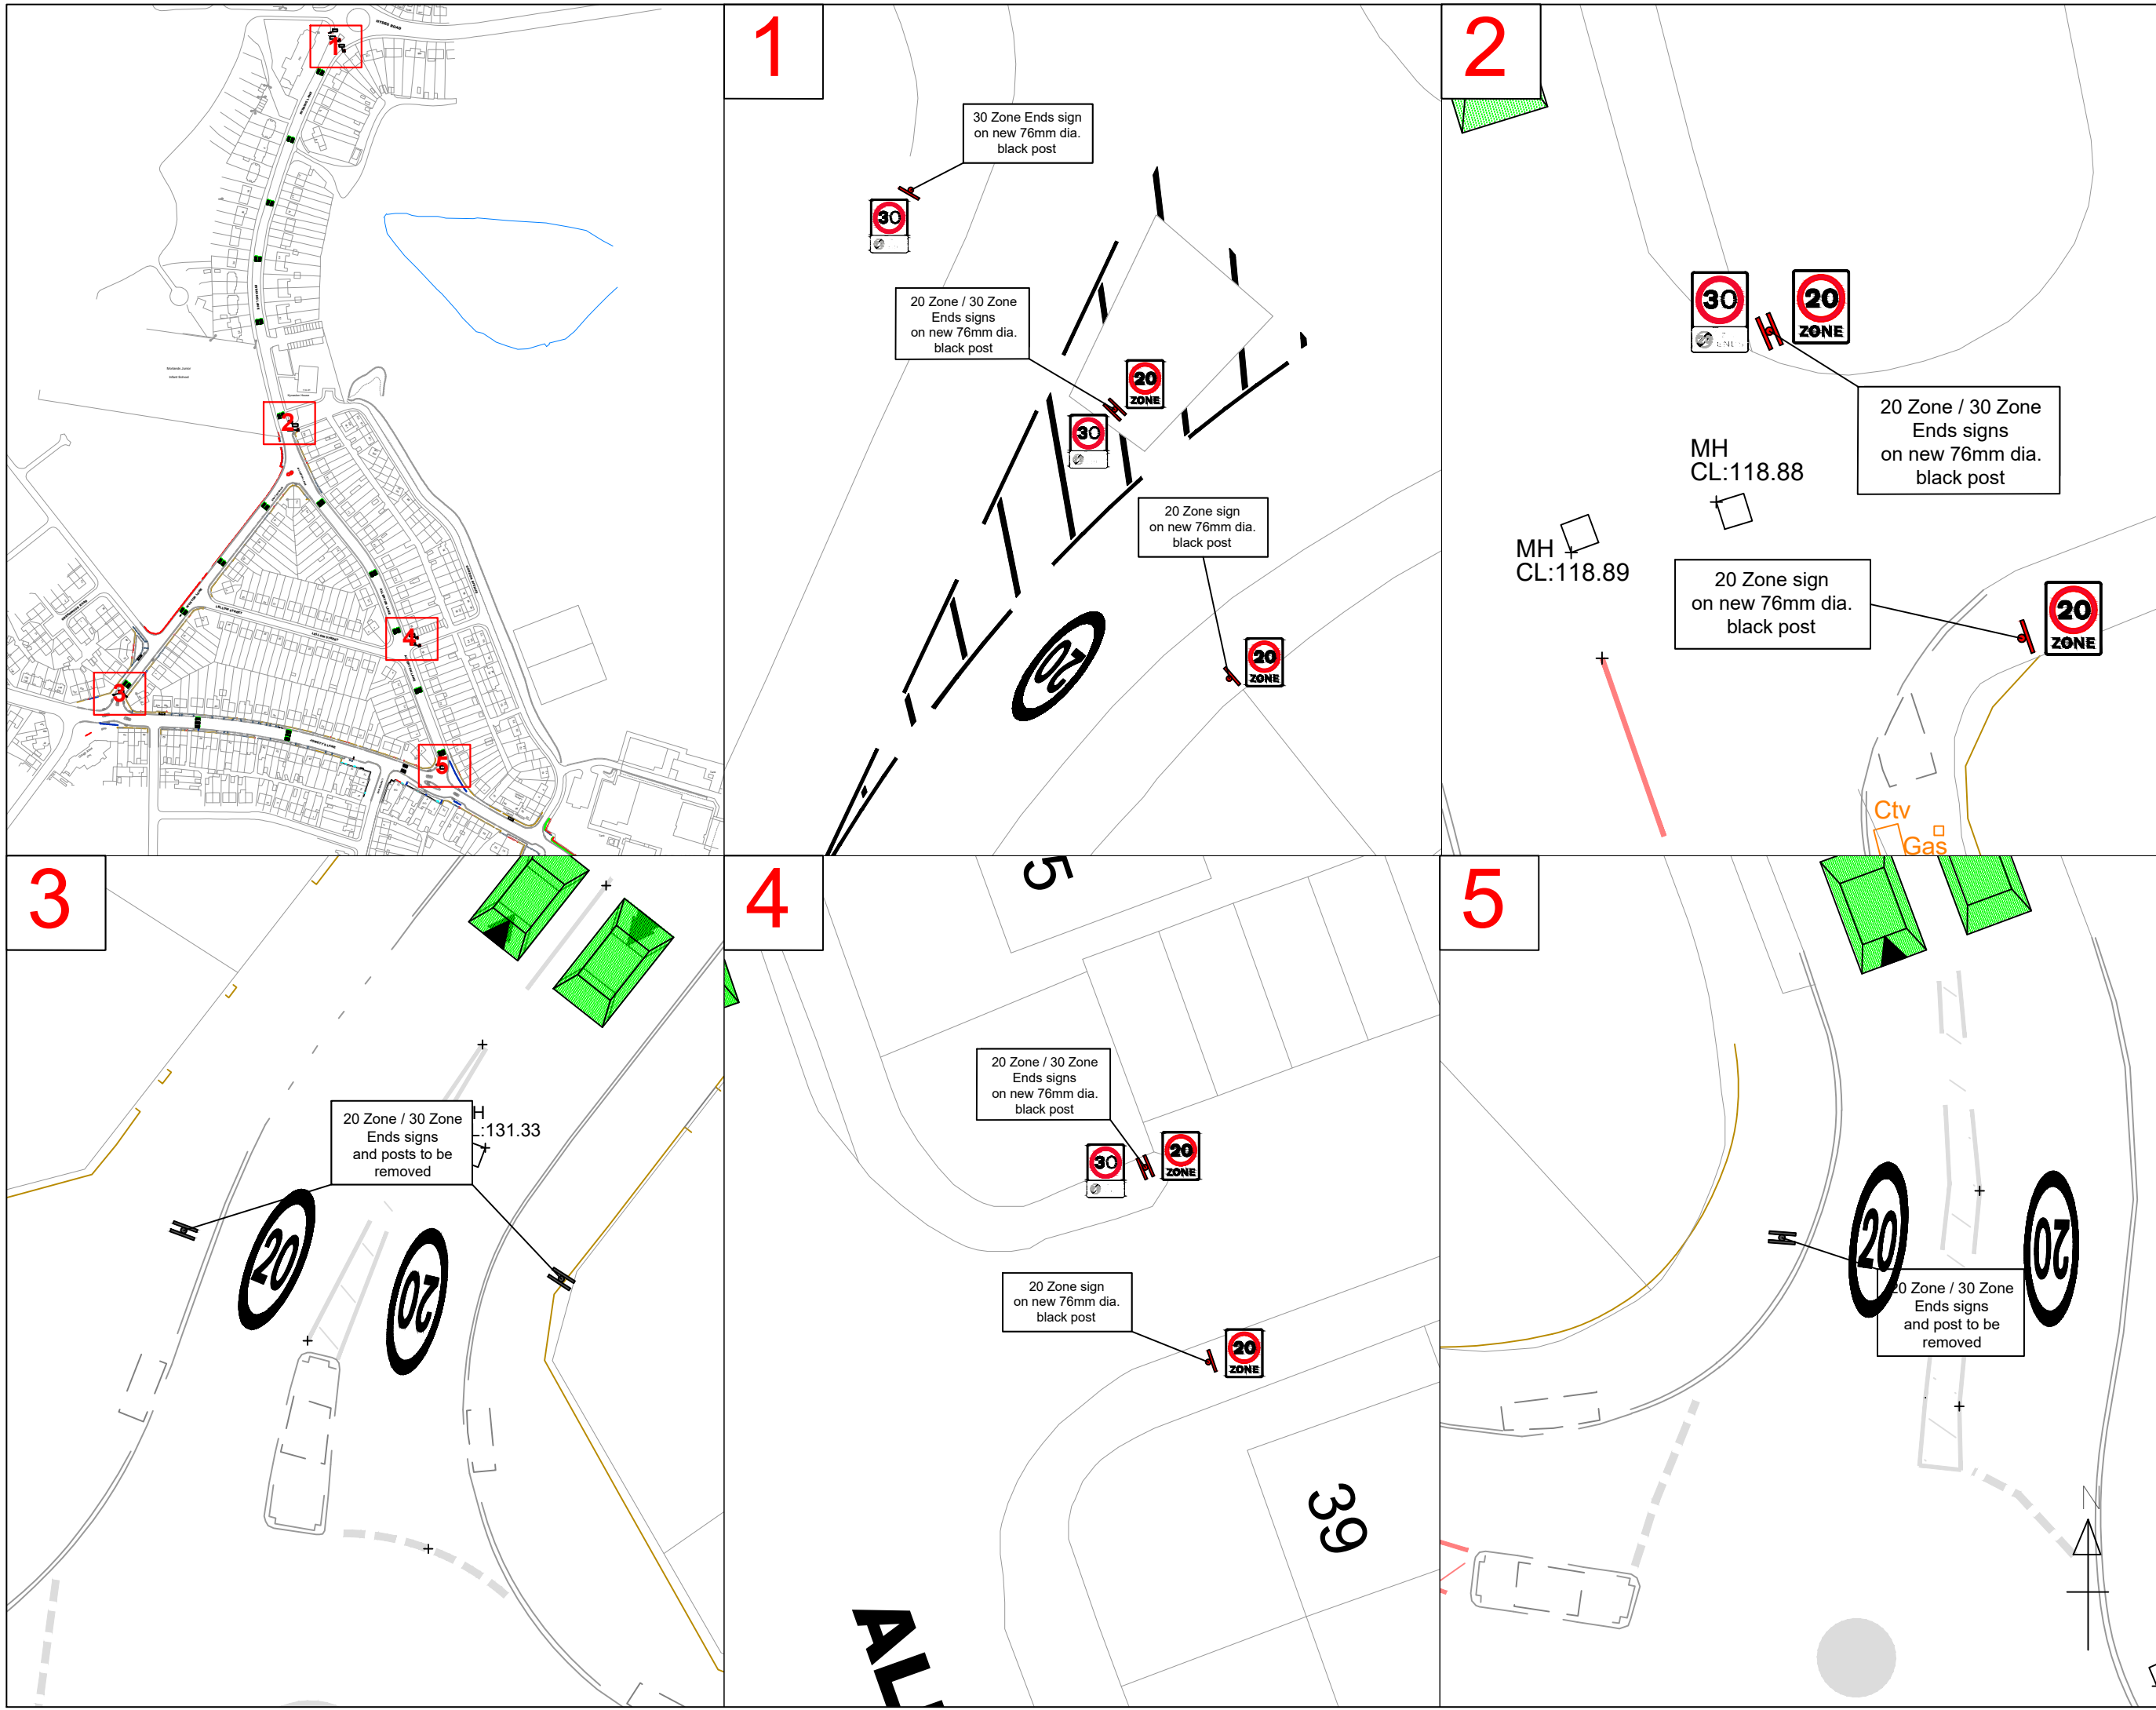 1
2
3
4
5
1
30 Zone Ends sign
on new 76mm dia.
black post
30
20 Zone / 30 Zone
Ends signs
on new 76mm dia.
black post
20
ZONE
30
20 Zone sign
on new 76mm dia.
black post
20
20
ZONE
2
30
20
ZONE
20 Zone / 30 Zone
Ends signs
on new 76mm dia.
black post
MH
CL:118.88
MH
CL:118.89
20 Zone sign
on new 76mm dia.
black post
20
ZONE
Ctv
Gas
3
20 Zone / 30 Zone
Ends signs
and posts to be
removed
H
L:131.33
20
20
4
5
20 Zone / 30 Zone
Ends signs
on new 76mm dia.
black post
30
20
ZONE
20 Zone sign
on new 76mm dia.
black post
20
ZONE
39
AL
5
20
20
20 Zone / 30 Zone
Ends signs
and post to be
removed
N